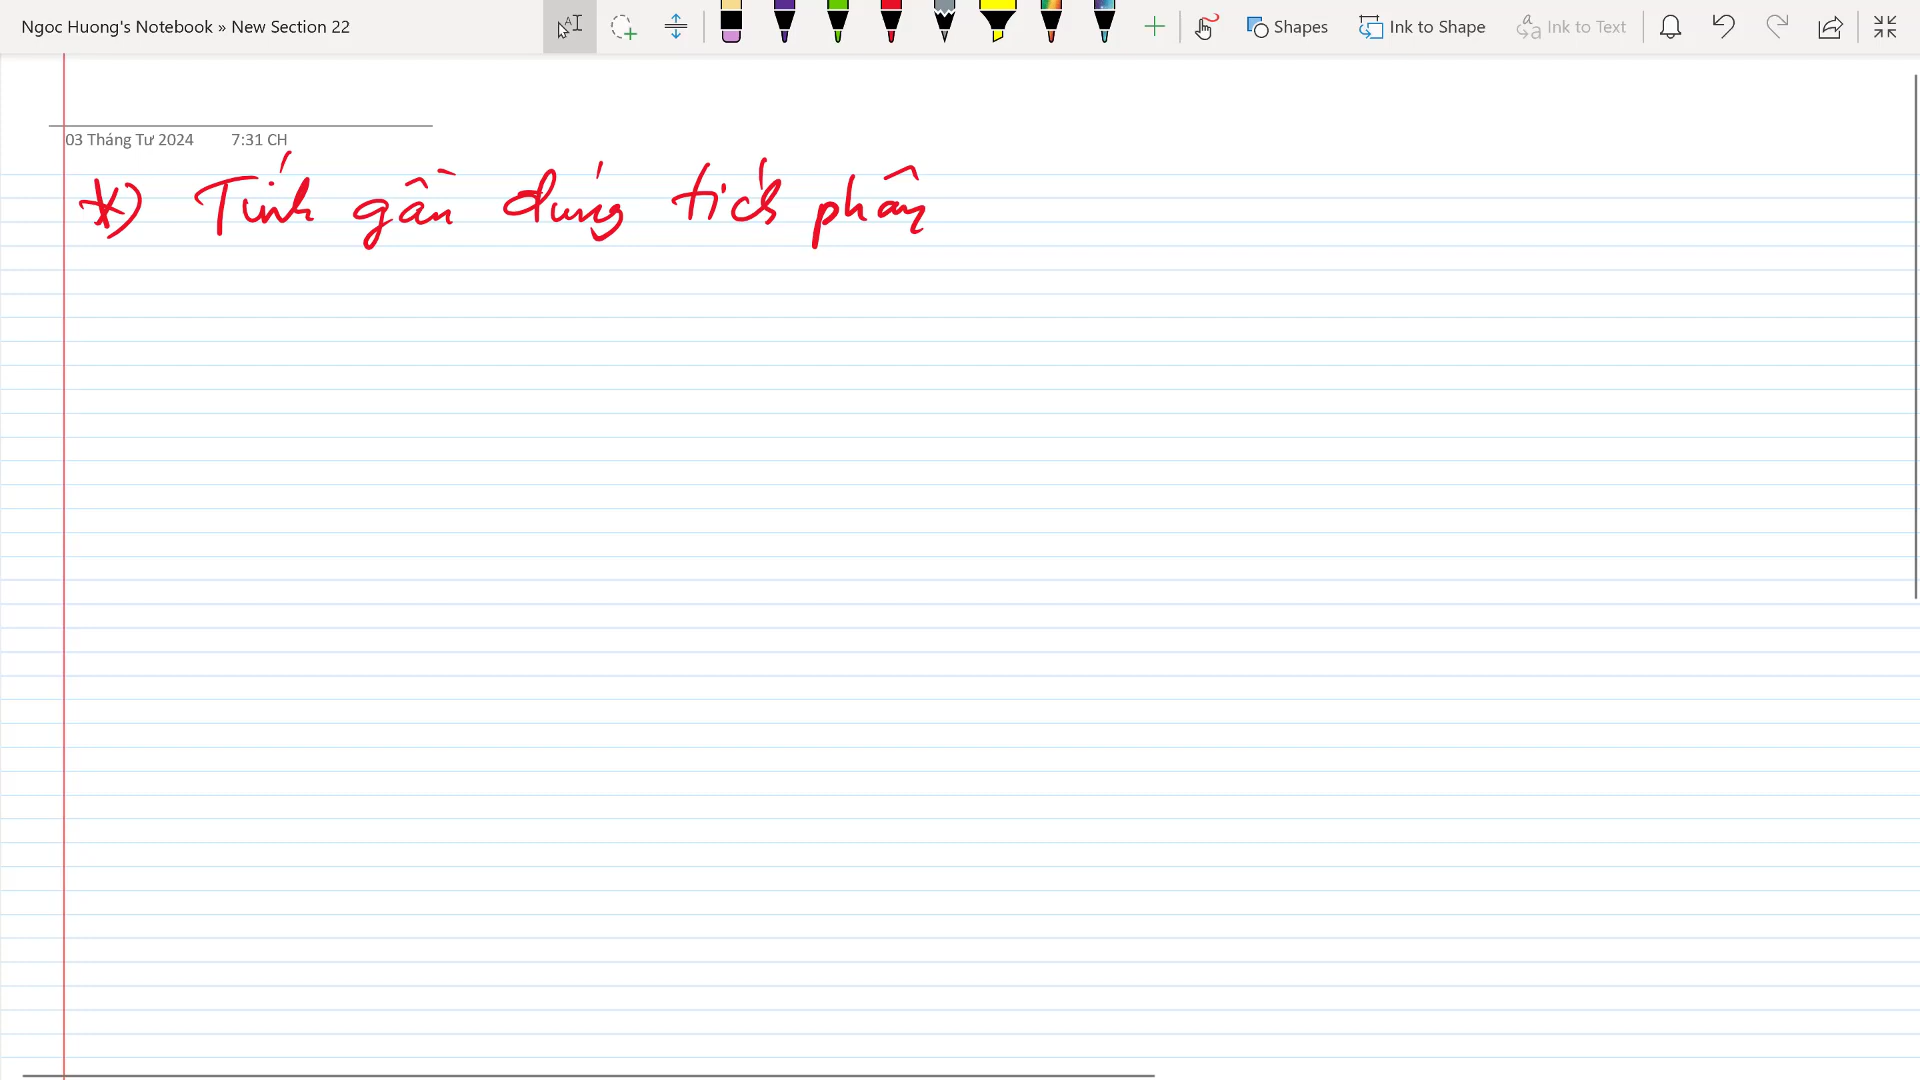 Ngoc Huong's Notebook » New Section 22
Shapes
Ink to Shape
Ink to Text
03 Tháng Tư 2024 7:31 CH
*) Tính gần đúng tích phân